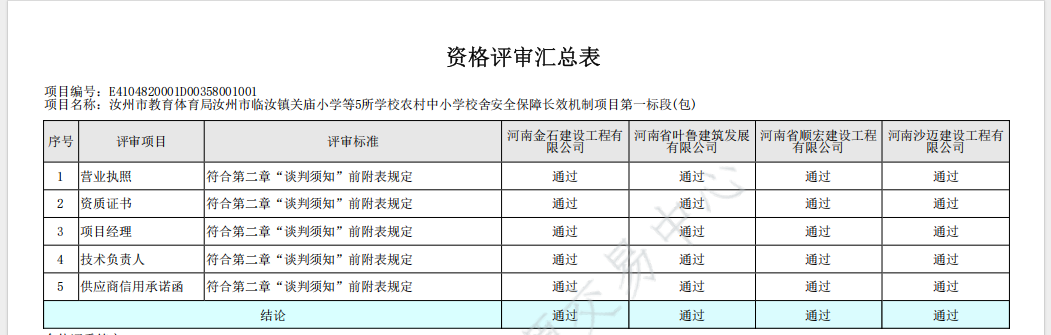 资格评审汇总表
项目编号：E4104820001D00358001001
项目名称：汝州市教育体育局汝州市临汝镇关庙小学等5所学校农村中小学校舍安全保障长效机制项目第一标段(包)
序号 评审项目 评审标准 河南金石建设工程有限公司 河南省叶鲁建筑发展有限公司 河南省顺宏建设工程有限公司 河南沙迈建设工程有限公司
1 营业执照 符合第二章“谈判须知”前附表规定 通过 通过 通过 通过
2 资质证书 符合第二章“谈判须知”前附表规定 通过 通过 通过 通过
3 项目经理 符合第二章“谈判须知”前附表规定 通过 通过 通过 通过
4 技术负责人 符合第二章“谈判须知”前附表规定 通过 通过 通过 通过
5 供应商信用承诺函 符合第二章“谈判须知”前附表规定 通过 通过 通过 通过
结论 通过 通过 通过 通过
源交易中心